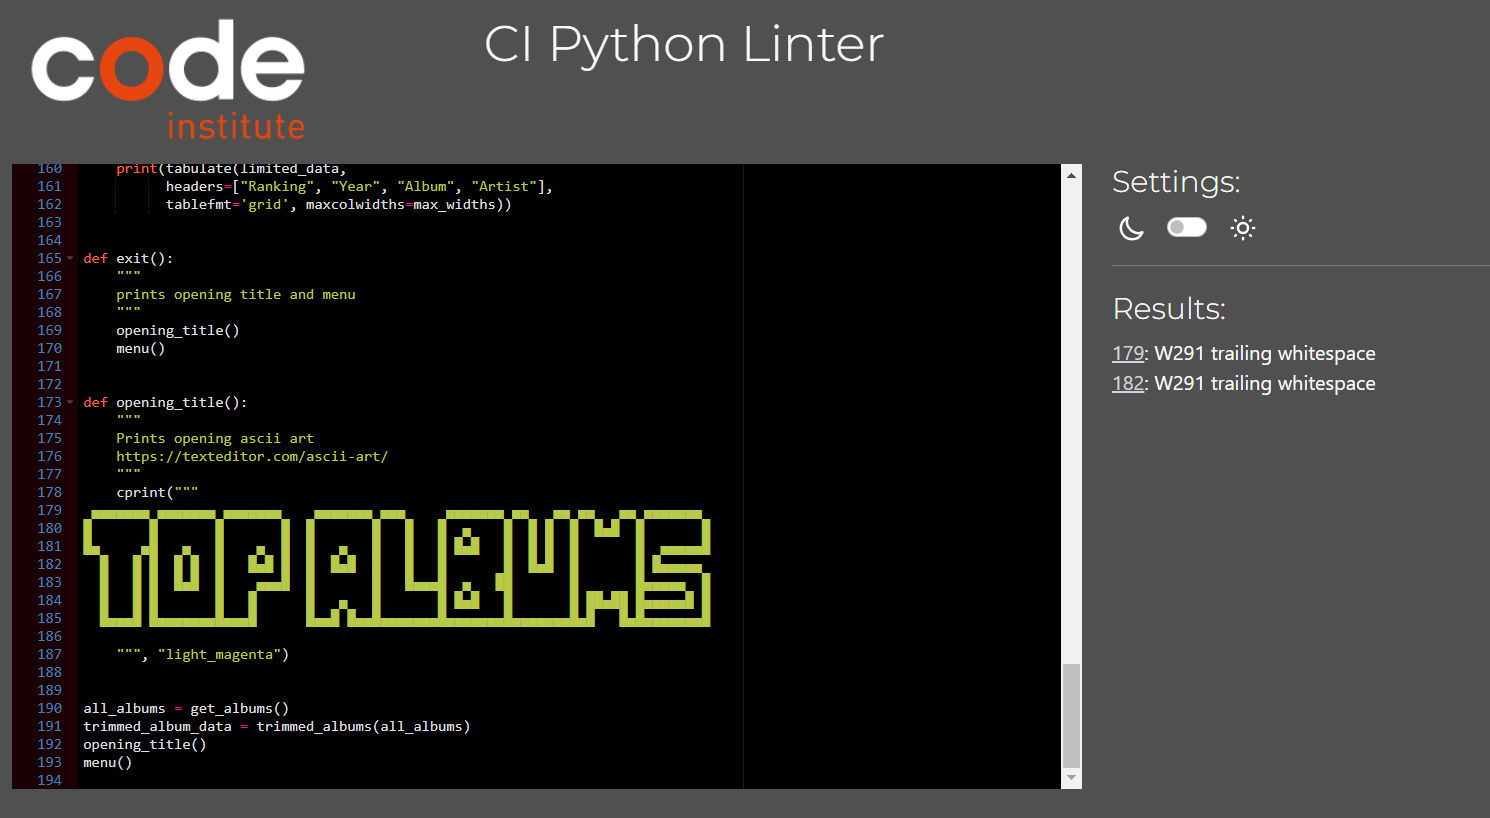 code
institute
CI Python Linter
160 print(tabulate(limited_data,
161 headers=["Ranking", "Year", "Album", "Artist"],
162 tablefmt='grid', maxcolwidths=max_widths))
163
164
165 def exit():
166 """
167 prints opening title and menu
168 """
169 opening_title()
170 menu()
171
172
173 def opening_title():
174 """
175 Prints opening ascii art
176 https://texteditor.com/ascii-art/
177 """
178 cprint("""
179
180
181
182 TOP ALBUMS
183
184
185
186
187 """, "light_magenta")
188
189
190 all_albums = get_albums()
191 trimmed_album_data = trimmed_albums(all_albums)
192 opening_title()
193 menu()
194
Settings:
Results:
179: W291 trailing whitespace
182: W291 trailing whitespace